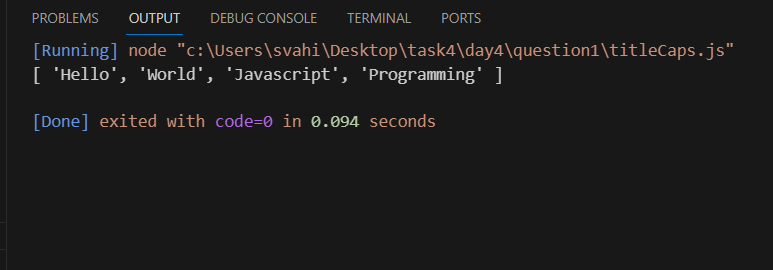 PROBLEMS OUTPUT DEBUG CONSOLE TERMINAL PORTS
[Running] node "c:\Users\svahi\Desktop\task4\day4\question1\titleCaps.js"
[ 'Hello', 'World', 'Javascript', 'Programming' ]
[Done] exited with code=0 in 0.094 seconds